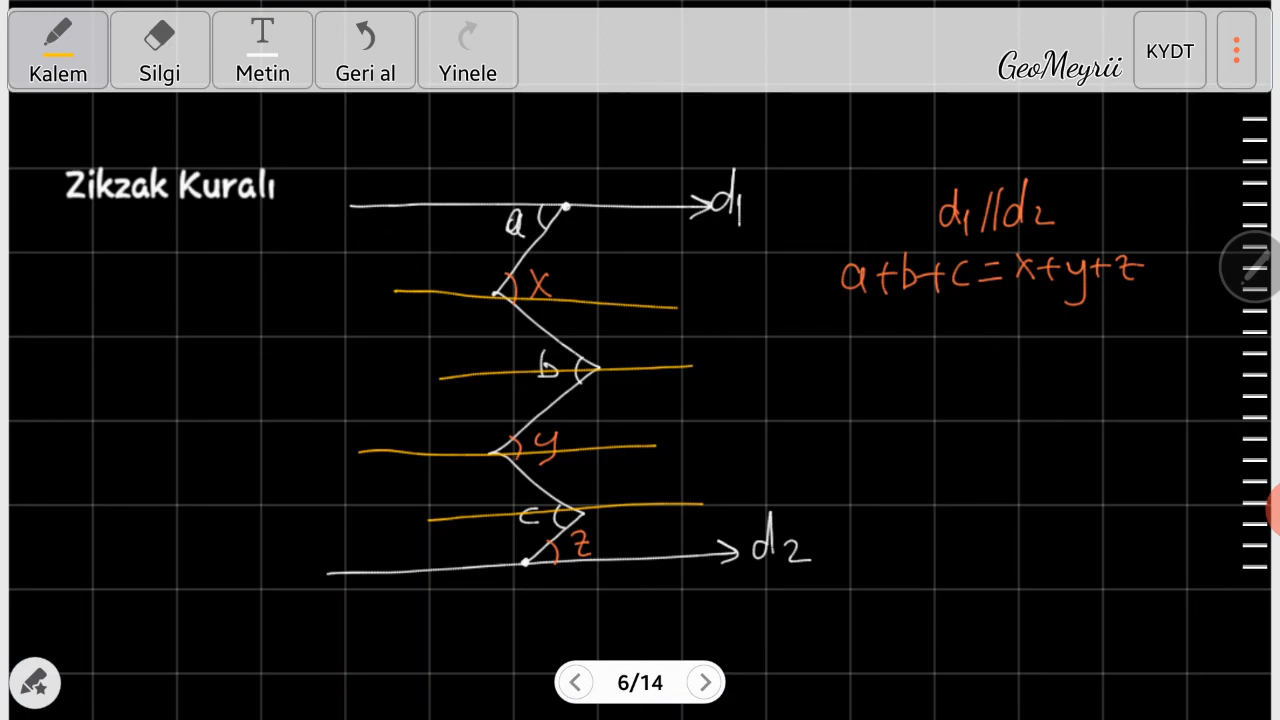 Kalem
Silgi
Metin
Geri al
Yinele
GeoMeyrii
KYDT
Zikzak Kuralı
d1
a
x
b
y
c
z
d2
d1//d2
a+b+c=x+y+z
6/14